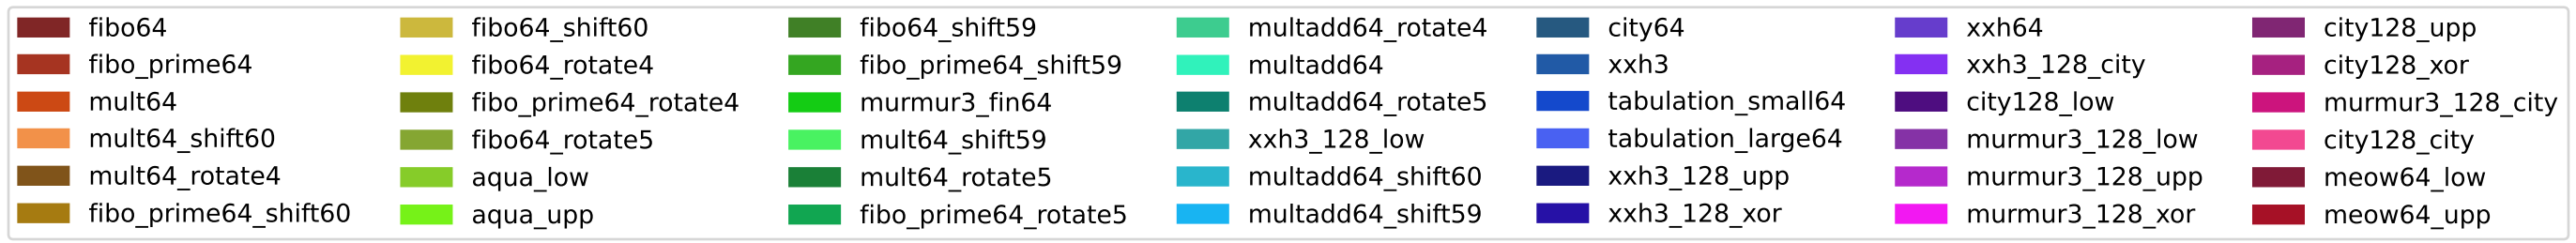 fibo64
fibo_prime64
mult64
mult64_shift60
mult64_rotate4
fibo_prime64_shift60
fibo64_shift60
fibo64_rotate4
fibo_prime64_rotate4
fibo64_rotate5
aqua_low
aqua_upp
fibo64_shift59
fibo_prime64_shift59
murmur3_fin64
mult64_shift59
mult64_rotate5
fibo_prime64_rotate5
multadd64_rotate4
multadd64
multadd64_rotate5
xxh3_128_low
multadd64_shift60
multadd64_shift59
city64
xxh3
tabulation_small64
tabulation_large64
xxh3_128_upp
xxh3_128_xor
xxh64
xxh3_128_city
city128_low
murmur3_128_low
murmur3_128_upp
murmur3_128_xor
city128_upp
city128_xor
murmur3_128_city
city128_city
meow64_low
meow64_upp